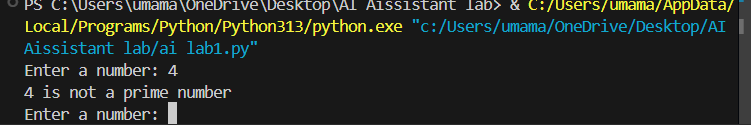 PS C:\Users\umama\OneDrive\Desktop\AI Aissistant lab> & C:/Users/umama/AppData/
Local/Programs/Python/Python313/python.exe "c:/Users/umama/OneDrive/Desktop/AI
Aissistant lab/ai lab1.py"
Enter a number: 4
4 is not a prime number
Enter a number: